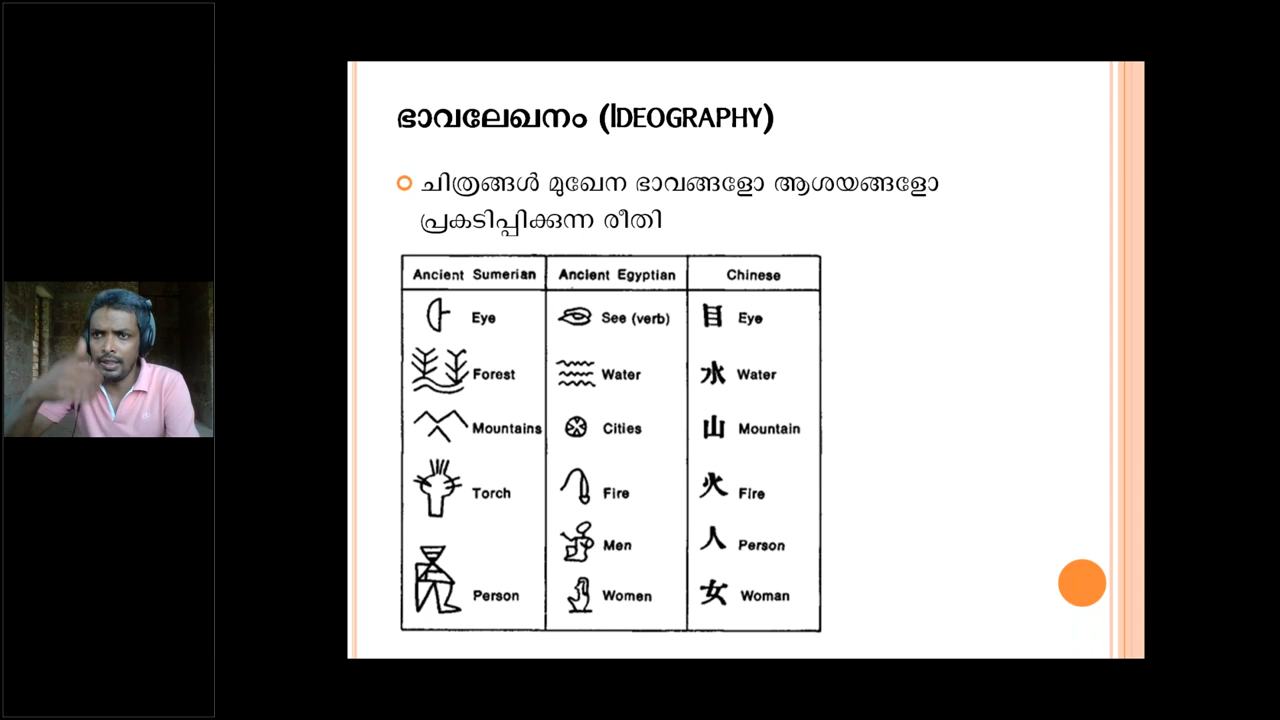 ഭാവലേഖനം (IDEOGRAPHY)
ചിത്രങ്ങൾ മുഖേന ഭാവങ്ങളോ ആശയങ്ങളോ
പ്രകടിപ്പിക്കുന്ന രീതി
Ancient Sumerian Ancient Egyptian Chinese
Eye See (verb) 目 Eye
Forest Water 水 Water
Mountains Cities 山 Mountain
Torch Fire 火 Fire
Men 人 Person
Person Women 女 Woman